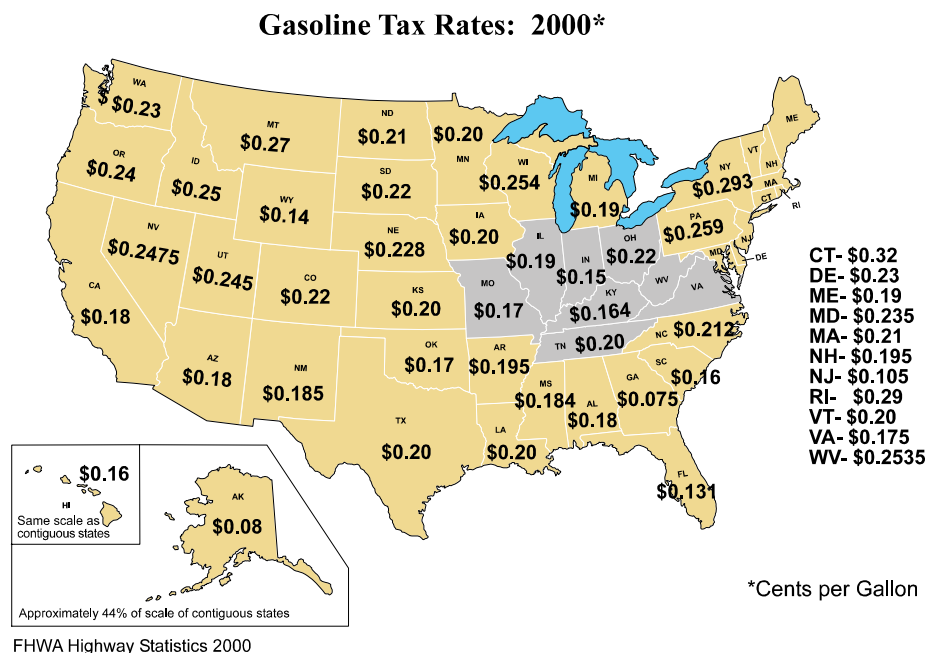 Gasoline Tax Rates: 2000*
WA
$ $0.23
MT
$0.27
ND
$0.21
$0.20
MN
OR
$0.24
ID
$0.25
WY
$0.14
SD
$0.22
WI
$0.254
MI
$0.19
NY
$0.293
VT
NH
ME
MA
CT
RI
NV
$0.2475
UT
$0.245
CO
$0.22
NE
$0.228
IA
$0.20
IL
$0.19
IN
$0.15
OH
$0.22
PA
$0.259
NJ
MD
DE
CA
$0.18
KS
$0.20
MO
$0.17
KY
$0.164
WV
VA
AZ
$0.18
NM
$0.185
OK
$0.17
AR
$0.195
TN
$0.20
NC
$0.212
SC
$0.16
TX
$0.20
LA
$0.20
MS
$0.184
AL
$0.18
GA
$0.075
FL
$0.131
CT- $0.32
DE- $0.23
ME- $0.19
MD- $0.235
MA- $0.21
NH- $0.195
NJ- $0.105
RI- $0.29
VT- $0.20
VA- $0.175
WV- $0.2535
$0.16
HI
Same scale as
contiguous states
AK
$0.08
Approximately 44% of scale of contiguous states
*Cents per Gallon
FHWA Highway Statistics 2000